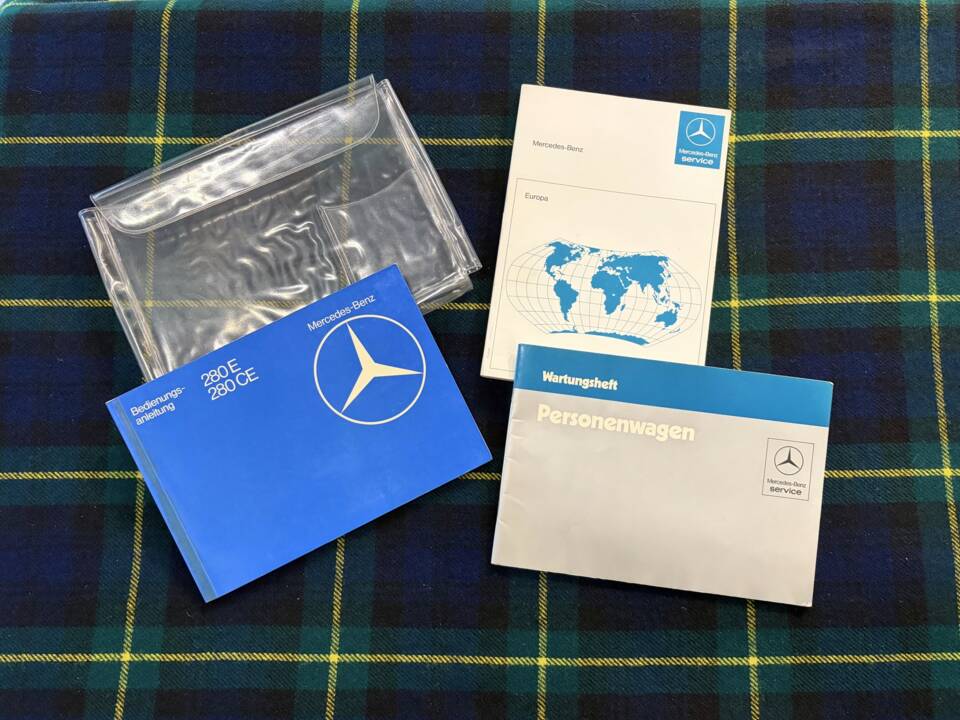 Mercedes-Benz
280 E
280 CE
Bedienungs-
anleitung
Mercedes-Benz
Mercedes-Benz
service
Europa
Wartungsheft
Personenwagen
Mercedes-Benz
service